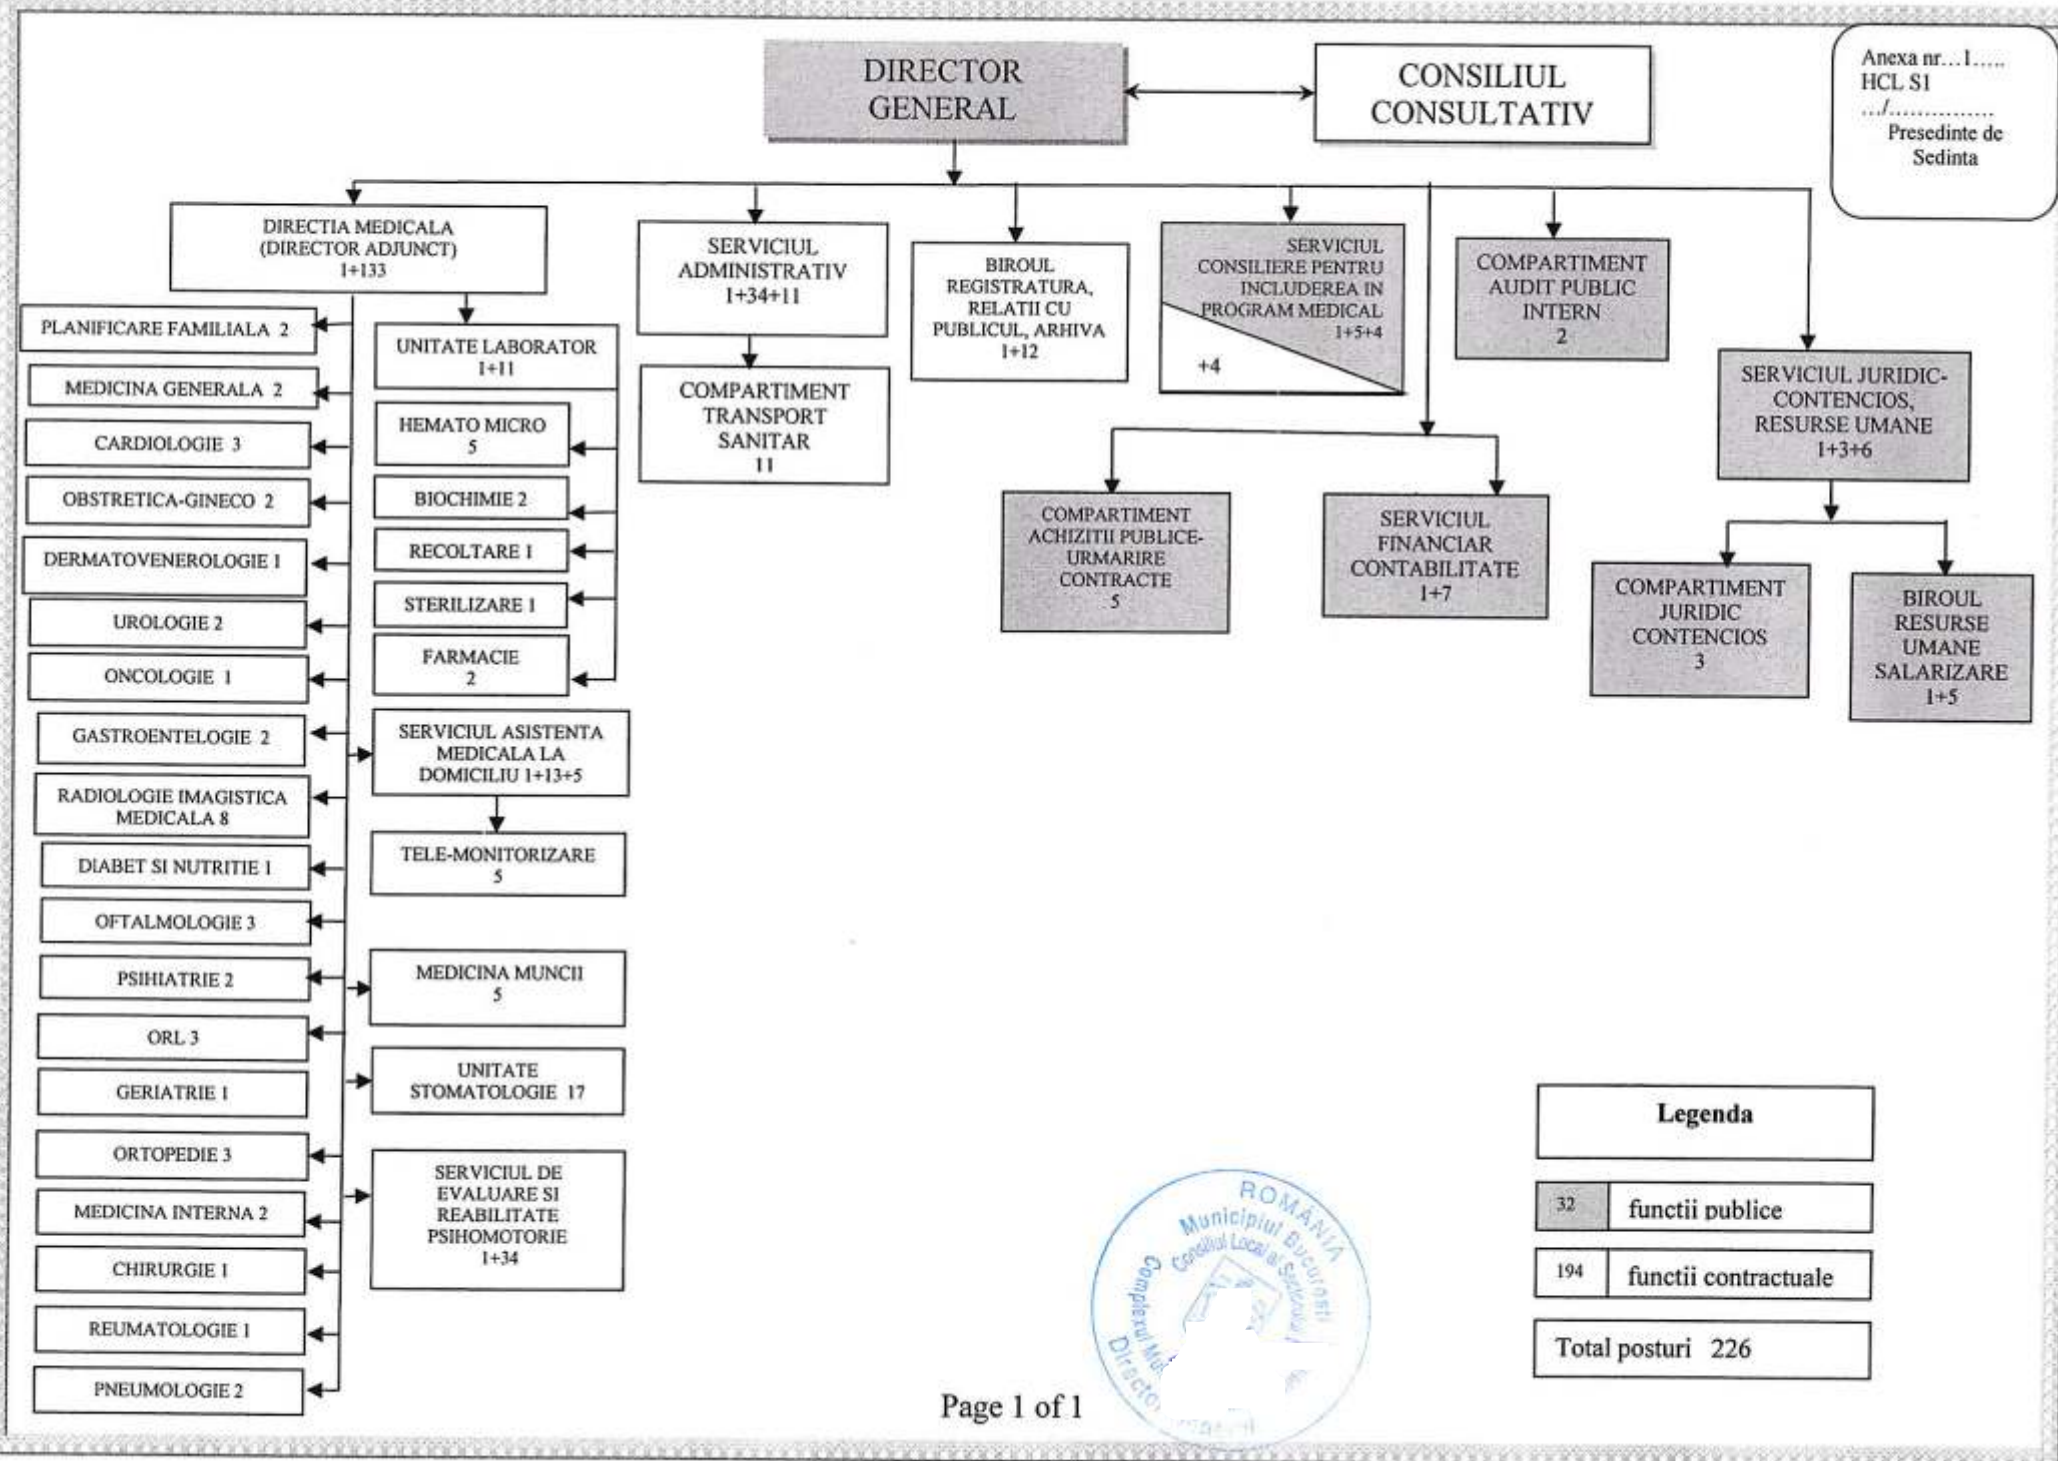 DIRECTOR
GENERAL
CONSILIUL
CONSULTATIV
Anexa nr...1.....
HCL S1
.../...............
Presedinte de
Sedinta
DIRECTIA MEDICALA
(DIRECTOR ADJUNCT)
1+133
SERVICIUL
ADMINISTRATIV
1+34+11
BIROUL
REGISTRATURA,
RELATII CU
PUBLICUL, ARHIVA
1+12
SERVICIUL
CONSILIERE PENTRU
INCLUDEREA IN
PROGRAM MEDICAL
1+5+4
+4
COMPARTIMENT
AUDIT PUBLIC
INTERN
2
SERVICIUL JURIDIC-
CONTENCIOS,
RESURSE UMANE
1+3+6
COMPARTIMENT
TRANSPORT
SANITAR
11
COMPARTIMENT
ACHIZITII PUBLICE-
URMARIRE
CONTRACTE
5
SERVICIUL
FINANCIAR
CONTABILITATE
1+7
COMPARTIMENT
JURIDIC
CONTENCIOS
3
BIROUL
RESURSE
UMANE
SALARIZARE
1+5
PLANIFICARE FAMILIALA 2
MEDICINA GENERALA 2
CARDIOLOGIE 3
OBSTRETICA-GINECO 2
DERMATOVENEROLOGIE 1
UROLOGIE 2
ONCOLOGIE 1
GASTROENTELOGIE 2
RADIOLOGIE IMAGISTICA
MEDICALA 8
DIABET SI NUTRITIE 1
OFTALMOLOGIE 3
PSIHIATRIE 2
ORL 3
GERIATRIE 1
ORTOPEDIE 3
MEDICINA INTERNA 2
CHIRURGIE 1
REUMATOLOGIE 1
PNEUMOLOGIE 2
UNITATE LABORATOR
1+11
HEMATO MICRO
5
BIOCHIMIE 2
RECOLTARE 1
STERILIZARE 1
FARMACIE
2
SERVICIUL ASISTENTA
MEDICALA LA
DOMICILIU 1+13+5
TELE-MONITORIZARE
5
MEDICINA MUNCII
5
UNITATE
STOMATOLOGIE 17
SERVICIUL DE
EVALUARE SI
REABILITATE
PSIHOMOTORIE
1+34
Legenda
32 functii publice
194 functii contractuale
Total posturi 226
ROMÂNIA
Municipiul Bucuresti
Consiliul Local al Sectorului
Complexul
Page 1 of 1